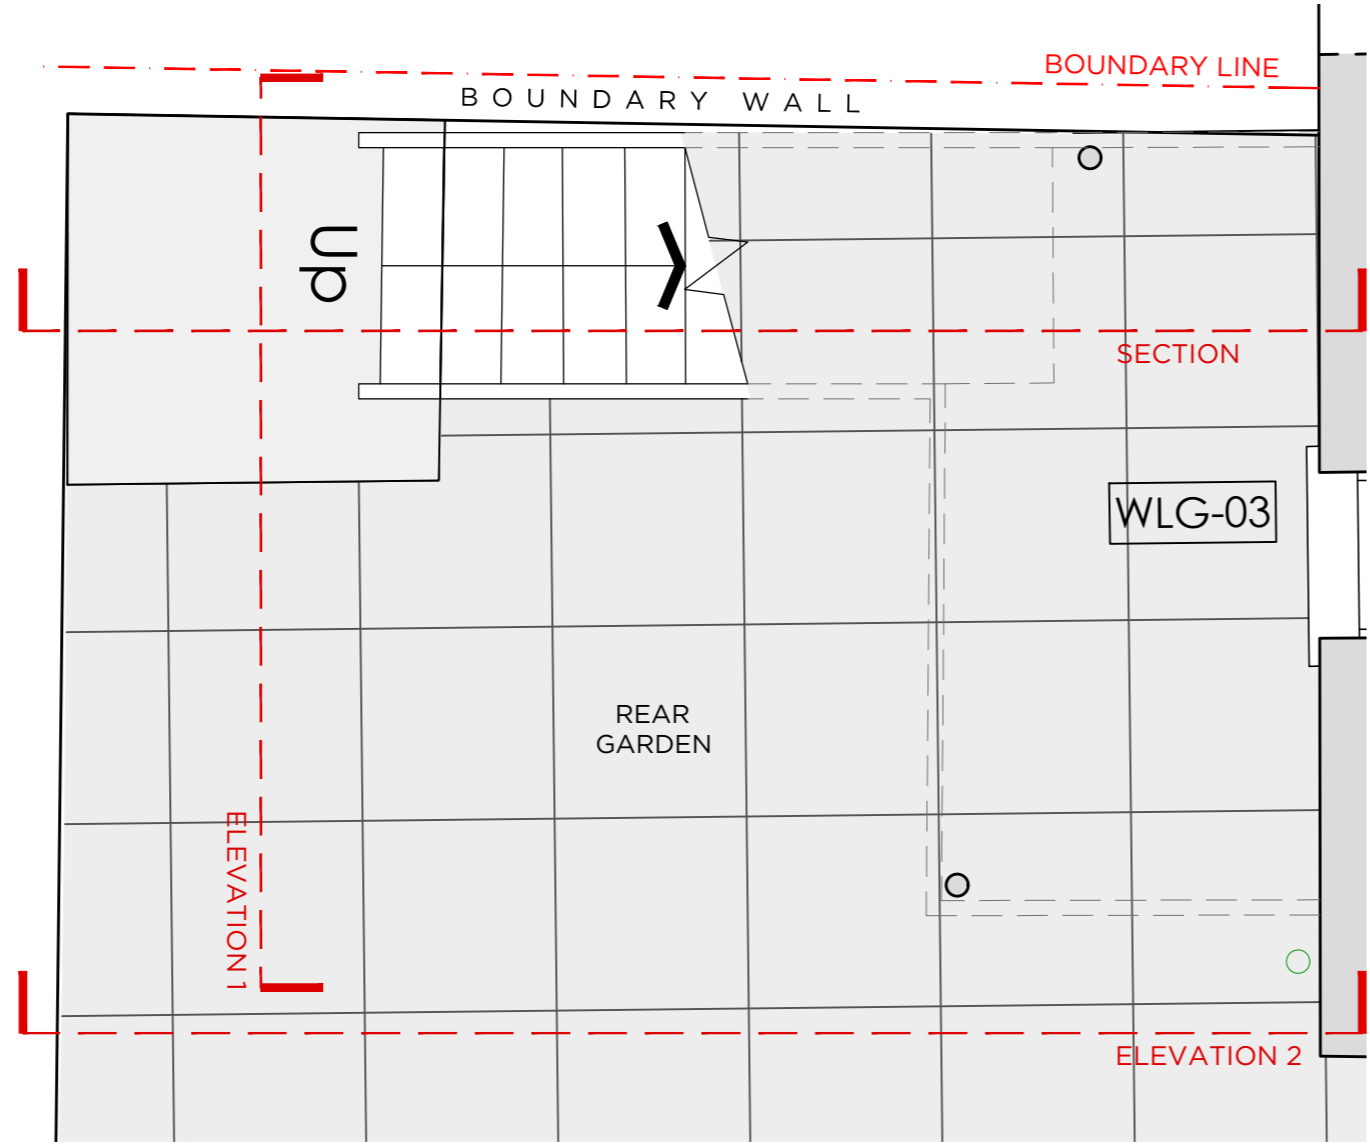 BOUNDARY LINE
BOUNDARY WALL
up
SECTION
WLG-03
REAR
GARDEN
ELEVATION 1
ELEVATION 2